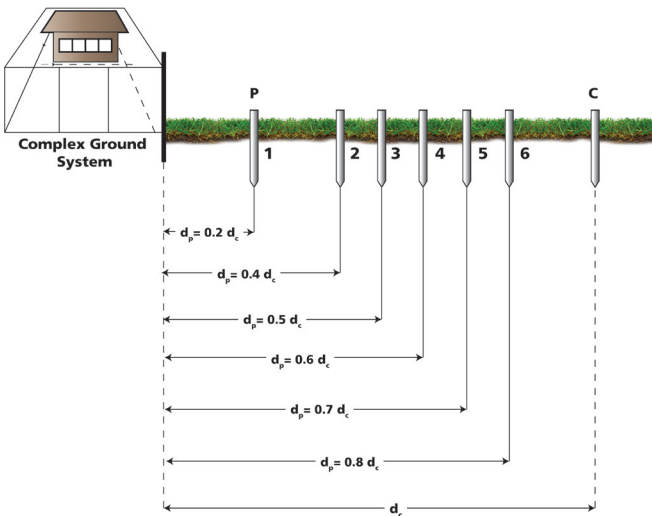 P
C
1
2
3
4
5
6
Complex Ground
System
dp= 0.2 dc
dp= 0.4 dc
dp= 0.5 dc
dp= 0.6 dc
dp= 0.7 dc
dp= 0.8 dc
dc